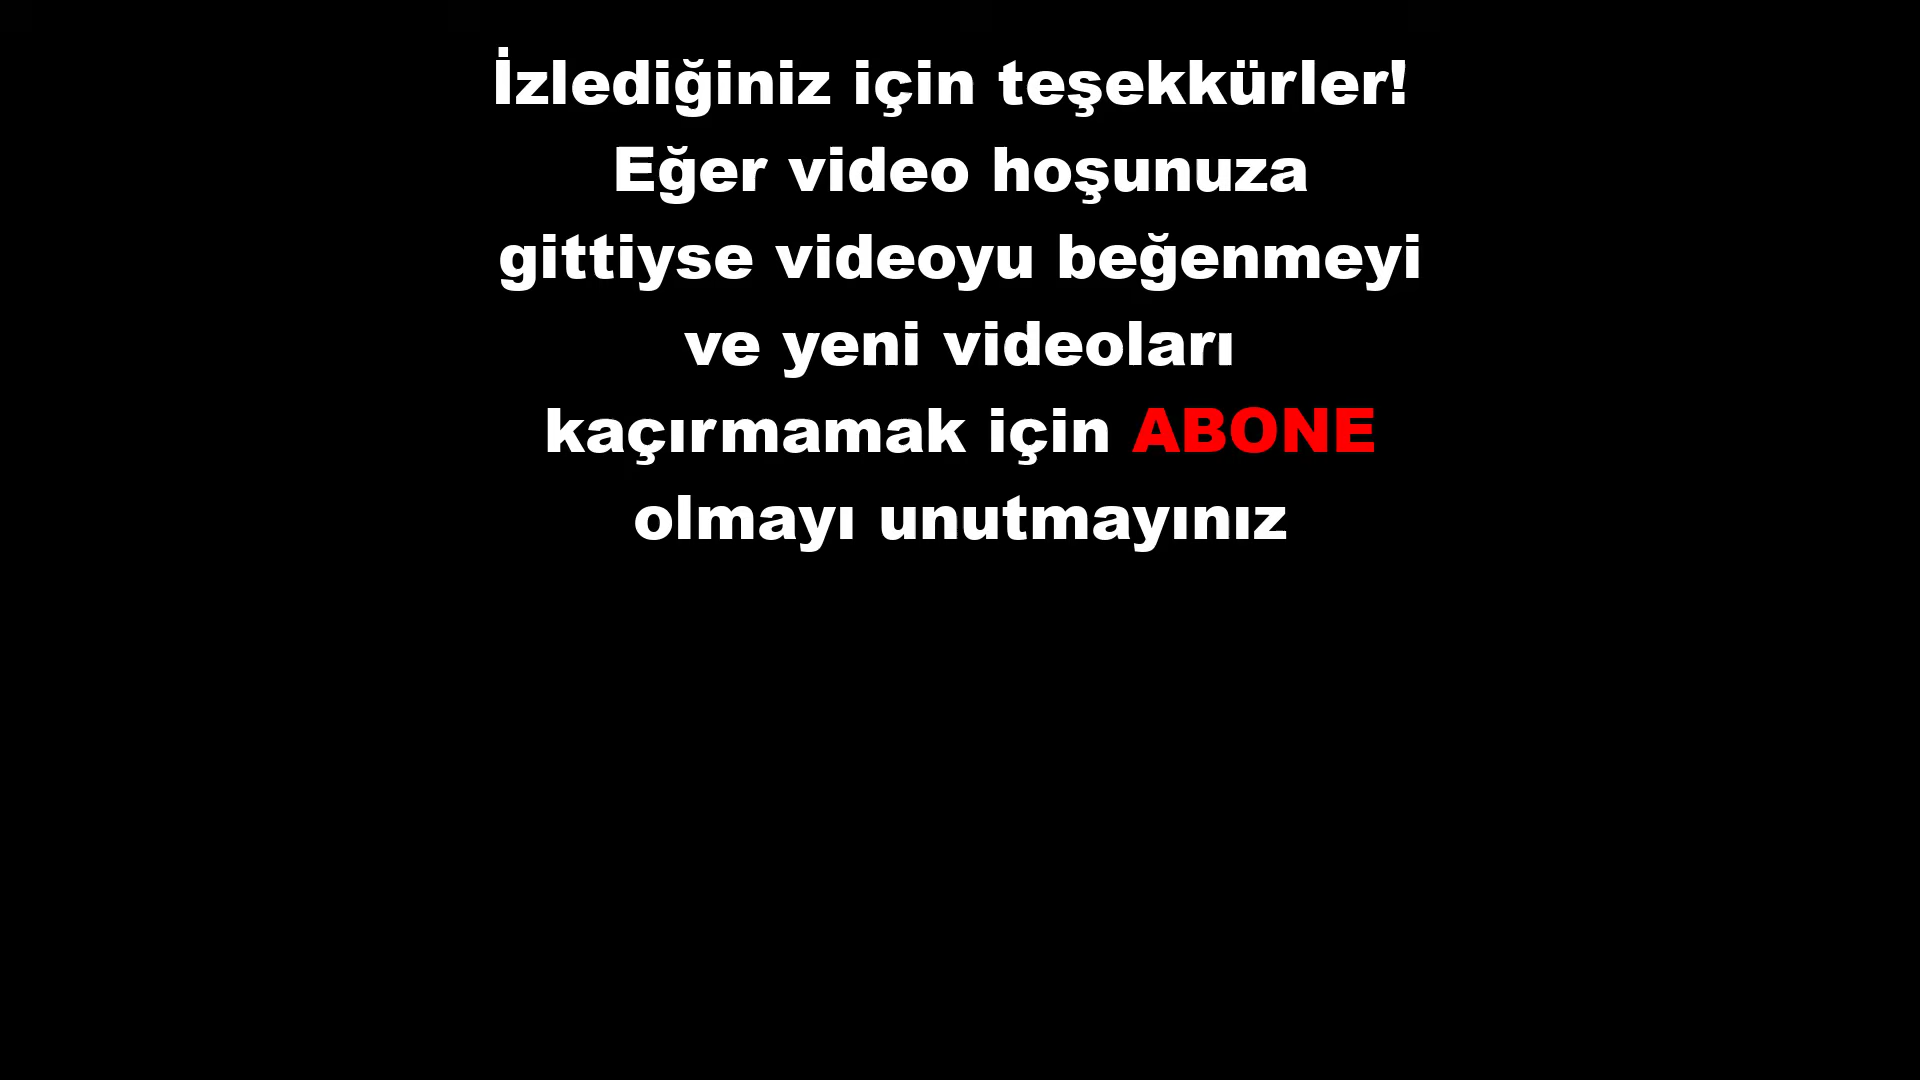 İzlediğiniz için teşekkürler!
Eğer video hoşunuza
gittiyse videoyu beğenmeyi
ve yeni videoları
kaçırmamak için ABONE
olmayı unutmayınız